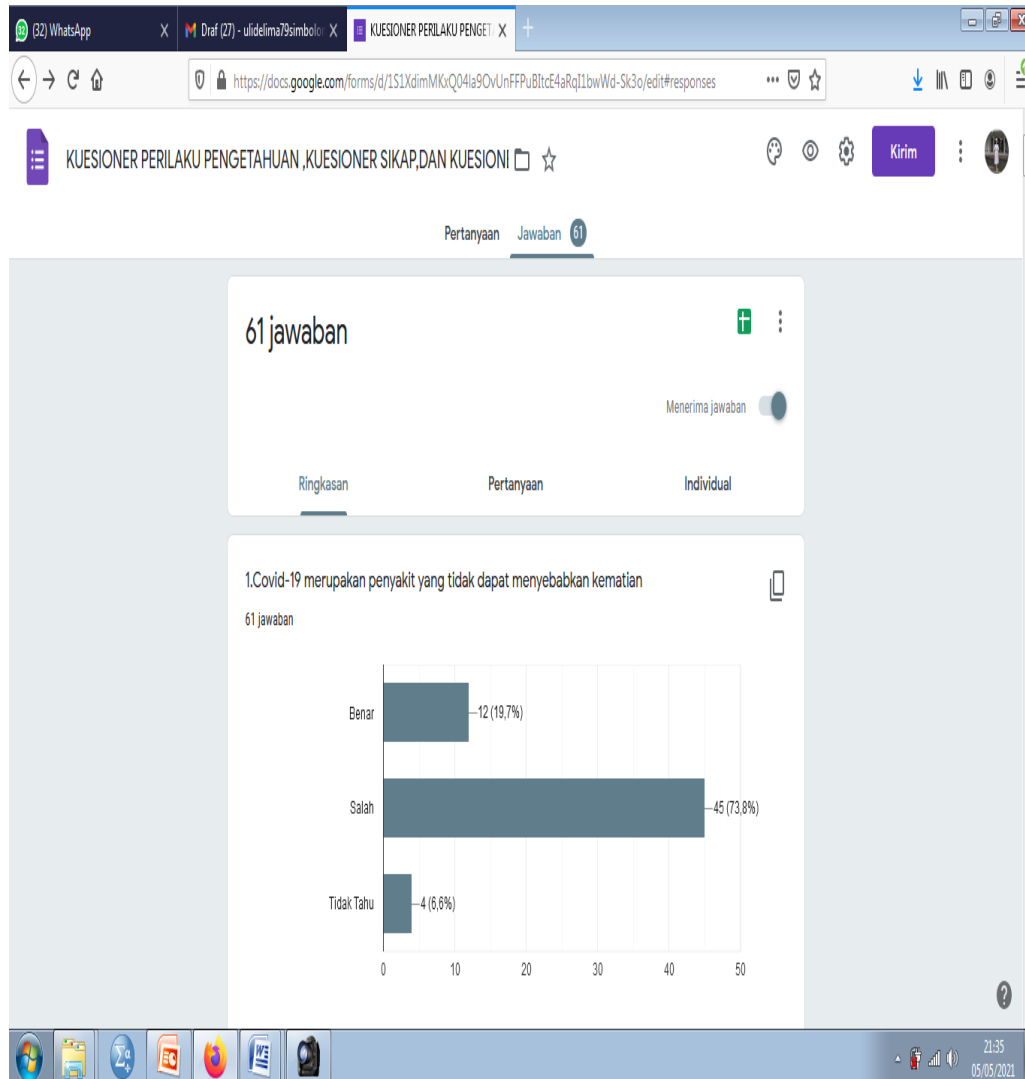 (32) WhatsApp
Draf (27) - ulidelima79simbolon
KUESIONER PERILAKU PENGET
https://docs.google.com/forms/d/1S1XdimMKxQ04la9OvUnFFPuBItcE4aRqI1bwWd-Sk3o/edit#responses
KUESIONER PERILAKU PENGETAHUAN ,KUESIONER SIKAP,DAN KUESIONI
Kirim
Pertanyaan Jawaban 61
61 jawaban
Menerima jawaban
Ringkasan Pertanyaan Individual
1.Covid-19 merupakan penyakit yang tidak dapat menyebabkan kematian
61 jawaban
Benar 12 (19,7%)
Salah 45 (73,8%)
Tidak Tahu 4 (6,6%)
0 10 20 30 40 50
21:35
05/05/2021